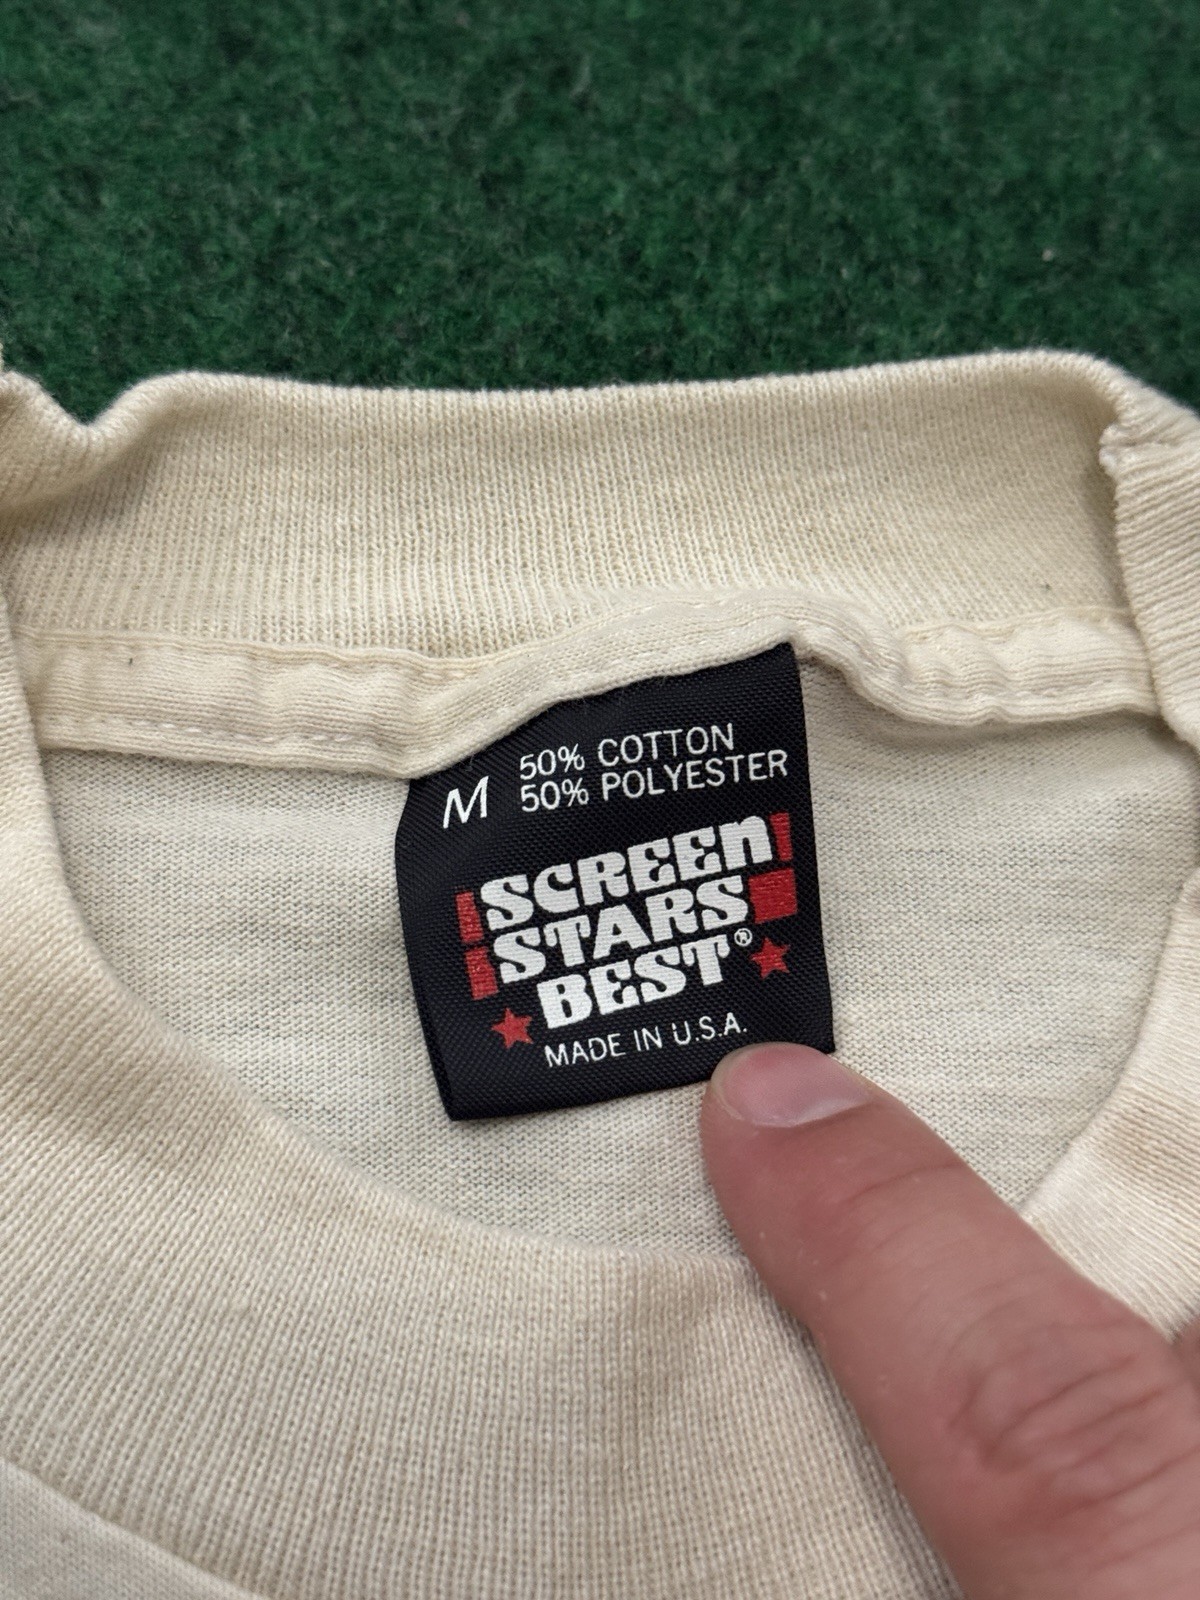 M
50% COTTON
50% POLYESTER
SCREEN
STARS
BEST®
MADE IN U.S.A.